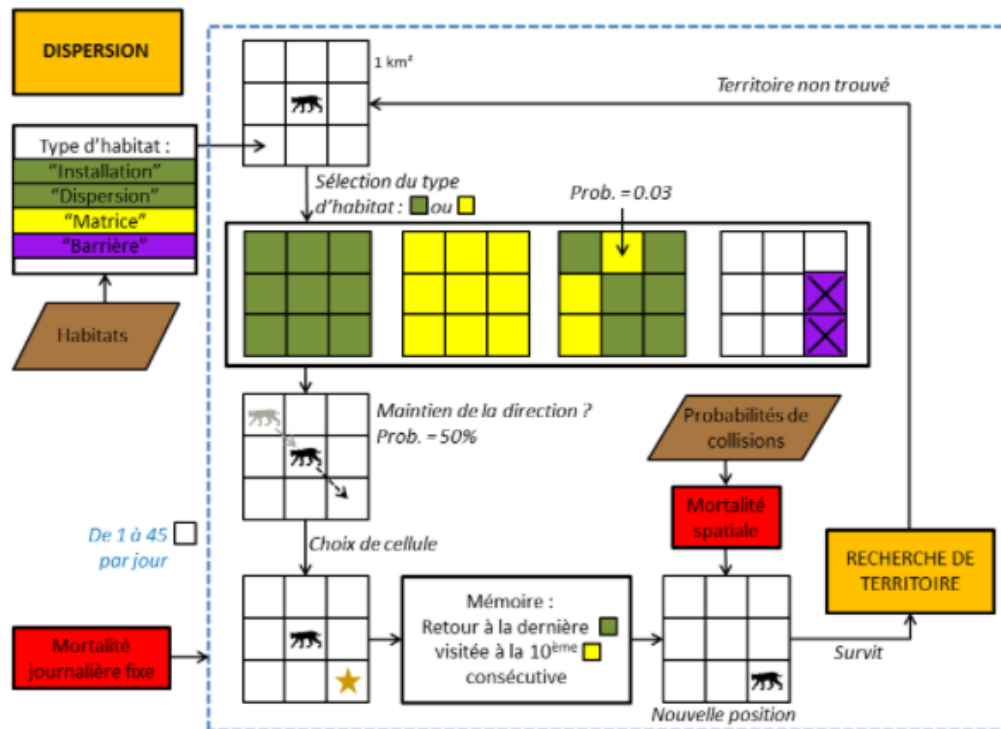 DISPERSION
1 km²
Territoire non trouvé
Type d'habitat :
"Installation"
"Dispersion"
"Matrice"
"Barrière"
Sélection du type
d'habitat : ou
Prob. = 0.03
Habitats
Maintien de la direction ?
Prob. = 50%
Probabilités de
collisions
Mortalité
spatiale
De 1 à 45
par jour
Choix de cellule
RECHERCHE DE
TERRITOIRE
Mémoire :
Retour à la dernière
visitée à la 10ème
consécutive
Mortalité
journalière fixe
Survit
Nouvelle position